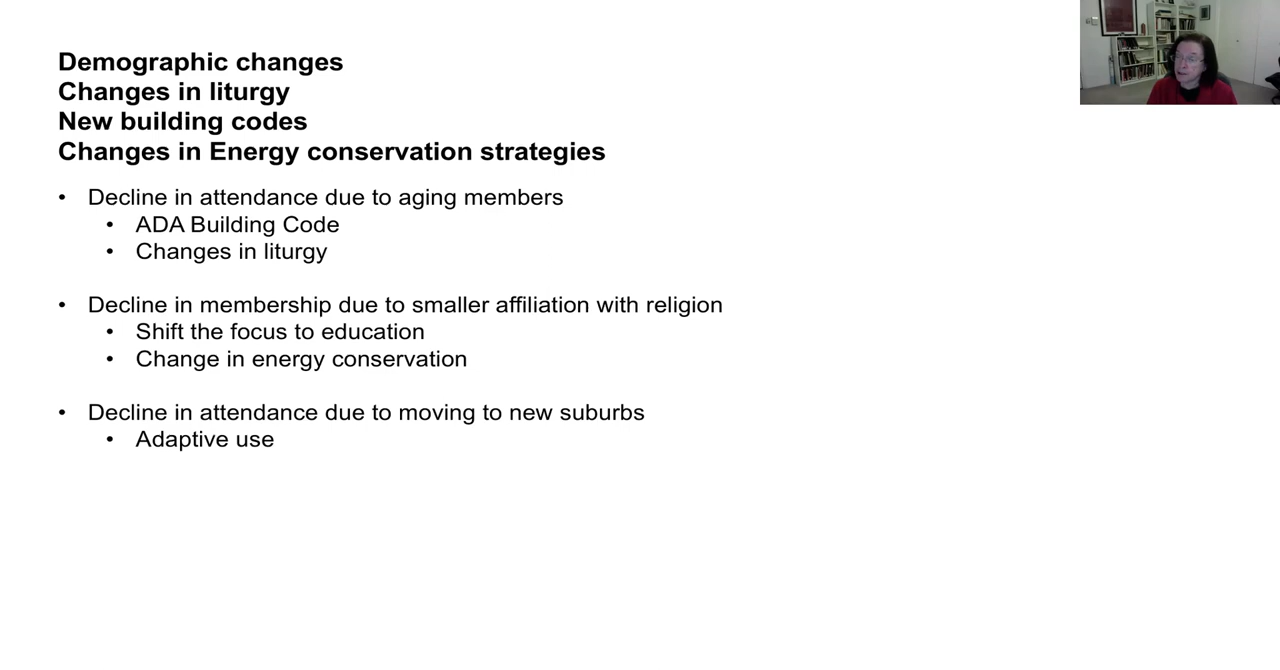 Demographic changes
Changes in liturgy
New building codes
Changes in Energy conservation strategies
• Decline in attendance due to aging members
• ADA Building Code
• Changes in liturgy
• Decline in membership due to smaller affiliation with religion
• Shift the focus to education
• Change in energy conservation
• Decline in attendance due to moving to new suburbs
• Adaptive use